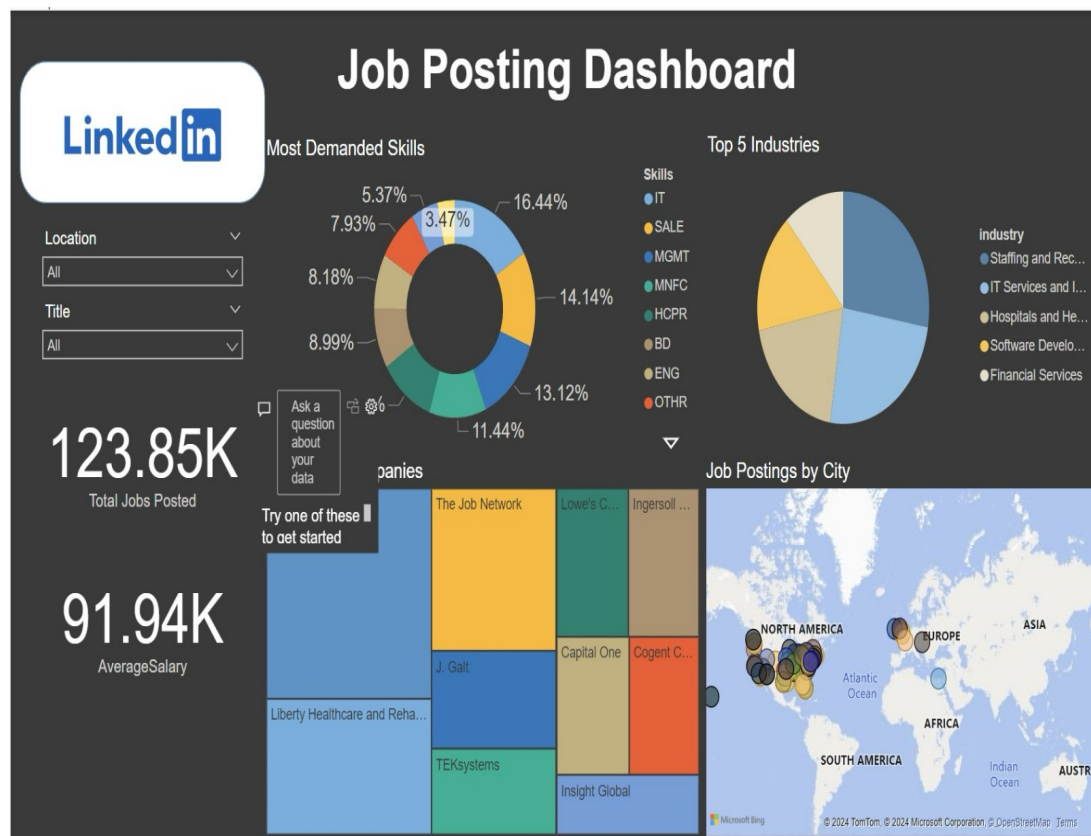 Job Posting Dashboard
Linkedin
Most Demanded Skills
Top 5 Industries
Location
All
Title
All
123.85K
Total Jobs Posted
91.94K
AverageSalary
5.37%
3.47%
16.44%
7.93%
8.18%
14.14%
8.99%
13.12%
%
11.44%
Skills
IT
SALE
MGMT
MNFC
HCPR
BD
ENG
OTHR
industry
Staffing and Rec...
IT Services and I...
Hospitals and He...
Software Develo...
Financial Services
Ask a
question
about
your
data
Try one of these
to get started
panies
The Job Network
Lowe's C...
Ingersoll ...
Liberty Healthcare and Reha...
J. Galt
Capital One
Cogent C...
TEKsystems
Insight Global
Job Postings by City
NORTH AMERICA
EUROPE
ASIA
Atlantic
Ocean
AFRICA
SOUTH AMERICA
Indian
Ocean
AUSTR
Microsoft Bing
© 2024 TomTom, © 2024 Microsoft Corporation, © OpenStreetMap Terms